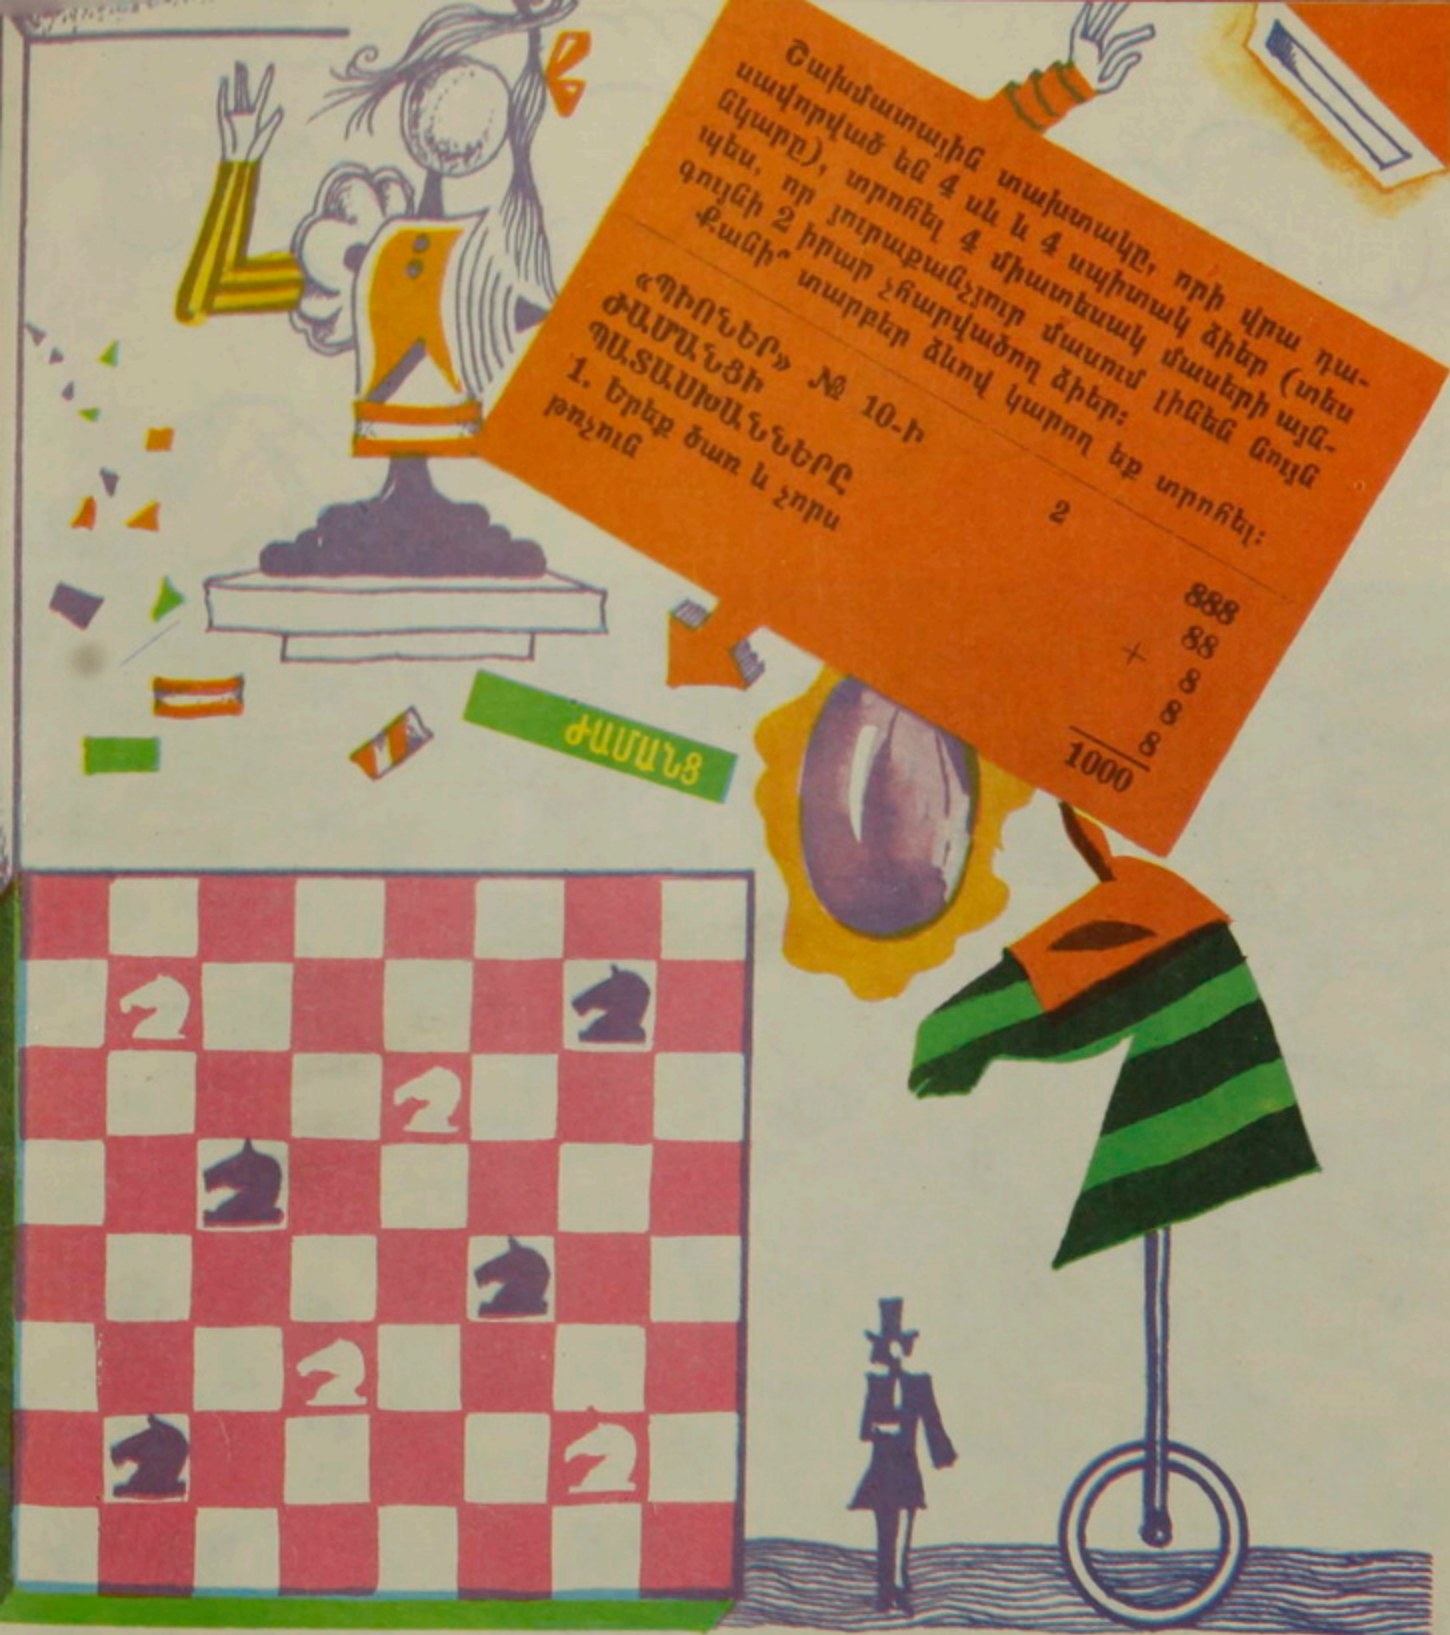 Շախմատային տախտակը, որի վրա դա-
սավորված են 4 սև և 4 սպիտակ ձիեր (տես
նկարը), տրոհել 4 միատեսակ մասերի այն-
պես, որ յուրաքանչյուր մասում լինեն նույն
գույնի 2 իրար չհարվածող ձիեր:
Քանի՞ տարբեր ձևով կարող եք տրոհել:
«ՊԻՈՆԵՐ» № 10-Ի
ԺԱՄԱՆՑԻ
ՊԱՏԱՍԽԱՆՆԵՐԸ
1. Երեք ծառ և չորս
թռչուն
2
888
88
+ 8
8
8
1000
ԺԱՄԱՆՑ